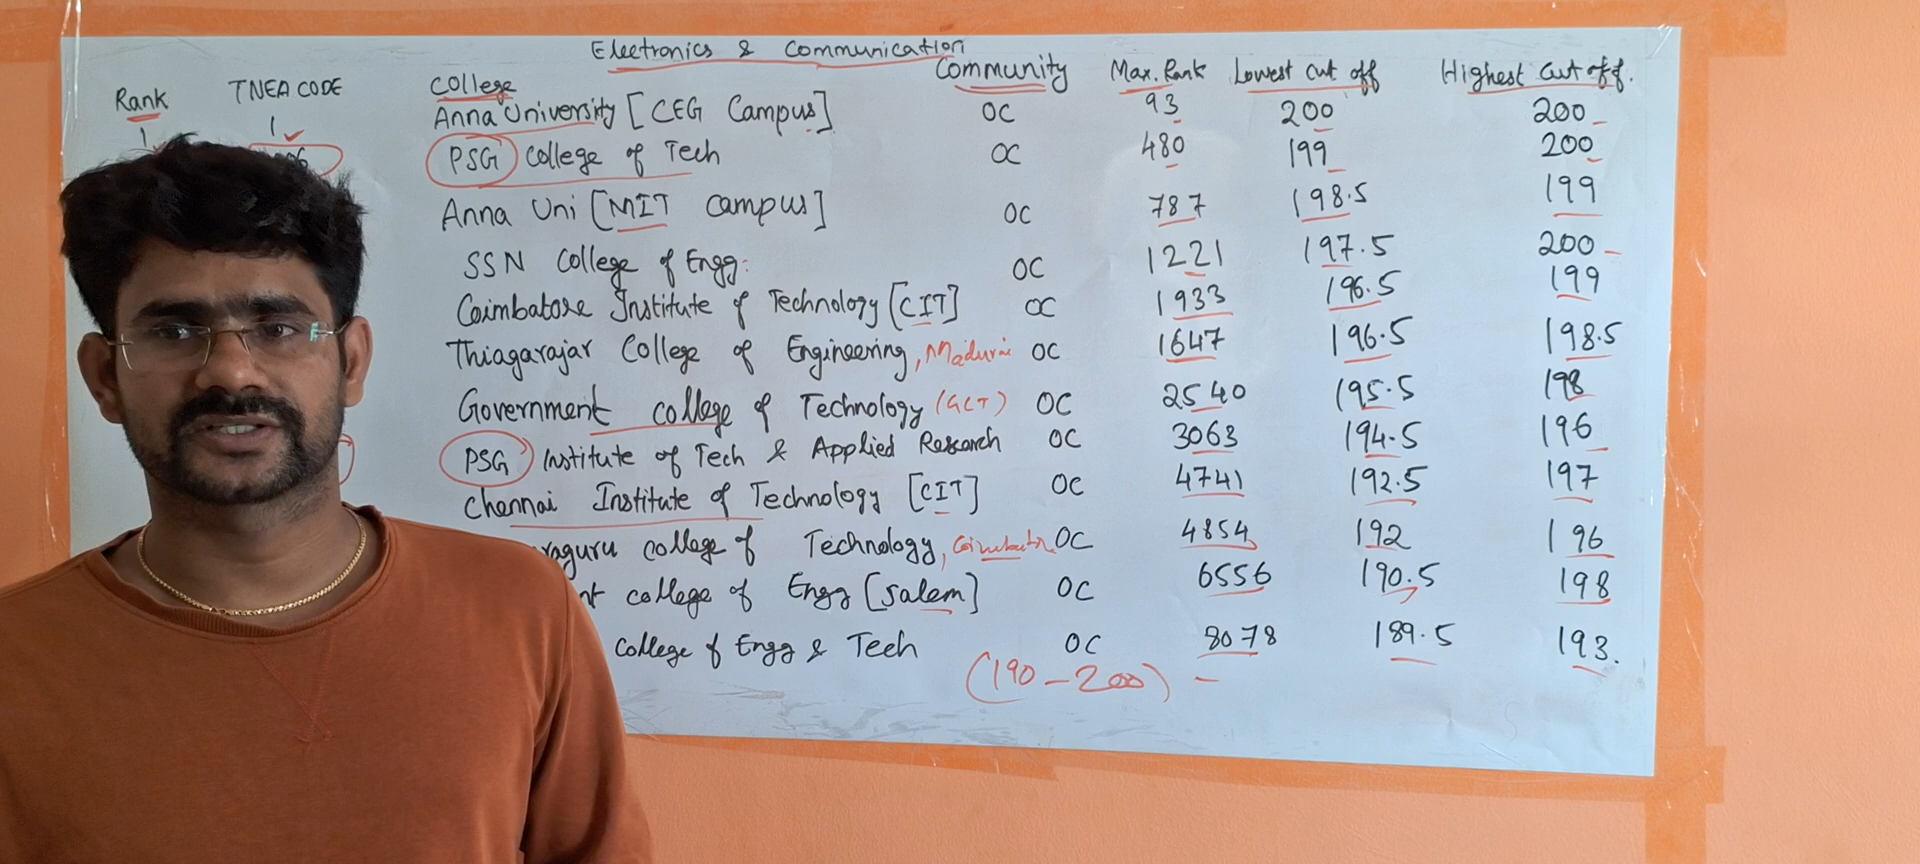 Electronics & Communication
Rank TNEA CODE College Community Max. Rank Lowest Cut off Highest Cut off.
1 1 Anna University [CEG Campus] OC 93 200 200
PSG College of Tech OC 480 199 200
Anna Uni [MIT Campus] OC 787 198.5 199
SSN College of Engg: OC 1221 197.5 200
Coimbatore Institute of Technology [CIT] OC 1933 196.5 199
Thiagarajar College of Engineering, Madurai OC 1647 196.5 198.5
Government College of Technology (GCT) OC 2540 195.5 198
PSG Institute of Tech & Applied Research OC 3063 194.5 196
Chennai Institute of Technology [CIT] OC 4741 192.5 197
raguru College of Technology, Coimbatore OC 4854 192 196
nt College of Engg [Salem] OC 6556 190.5 198
College of Engg & Tech OC 8078 189.5 193.
(190 - 200) -